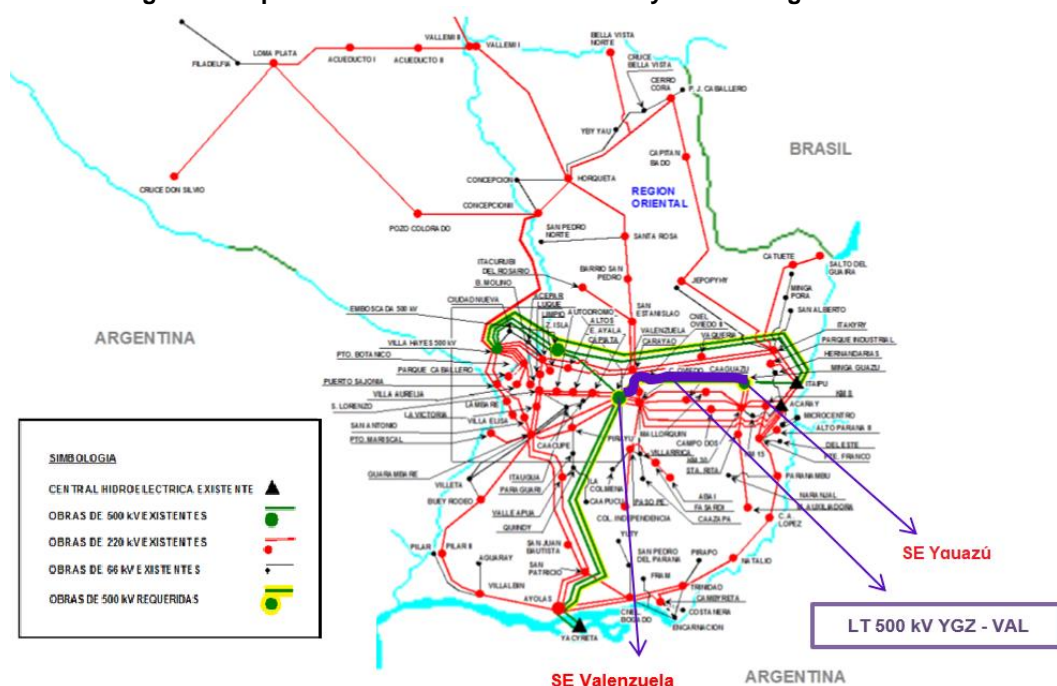 VALLEMI II
VALLEMI I
BELLA VISTA
NORTE
CRUCE
BELLA VISTA
LOMA PLATA
FILADELFIA
ACUEDUCTO I
ACUEDUCTO II
CERRO
CORA
P. J. CABALLERO
YBY YAU
BRASIL
CAPITAN
BADO
CRUCE DON SILVIO
CONCEPCION
HORQUETA
REGION
ORIENTAL
CONCEPCION II
POZO COLORADO
SAN PEDRO
NORTE
SANTA ROSA
ITACURUBI
DEL ROSARIO
BARRIO SAN
PEDRO
JEPOPYHY
CATUETE
SALTO DEL
GUAIRA
MINGA
PORA
SAN ALBERTO
B. MOLINO
CIUDAD NUEVA
EMBOSCADA 500 kV
ACEPAR
LUQUE
LIMPIO
Z. ISLA
AUTODROMO
ALTOS
E. AYALA
CAPIATA
SAN
ESTANISLAO
VALENZUELA
CARAYAO
CNEL
OVIEDO II
VAQUERIA
ITAKYRY
PARQUE INDUSTRIAL
HERNANDARIAS
MINGA GUAZU
ARGENTINA
VILLA HAYES 500 kV
PTO. BOTANICO
PARQUE CABALLERO
PUERTO SAJONIA
VILLA AURELIA
S. LORENZO
LAMBARE
LA VICTORIA
SAN ANTONIO
VILLA ELISA
PTO. MARISCAL
C. OVIEDO
CAAGUAZU
ITAIPU
KM 8
ACARAY
MICROCENTRO
ALTO PARANA II
DEL ESTE
PTE. FRANCO
MALLORQUIN
CAMPO DOS
KM 30
STA. RITA
KM 15
PARANAMBU
NARANJAL
M. AUXILIADORA
C. A.
LOPEZ
GUARAMBARE
VILLETA
BUEY RODEO
CAACUPE
ITAUGUA
PARAGUARI
VALLE APUA
QUIINDY
PIRAYU
LA
COLMENA
CAAPUCU
VILLARRICA
PASO PE
COL. INDEPENDENCIA
ABAI
FASARDI
CAAZAPA
SIMBOLOGIA
CENTRAL HIDROELECTRICA EXISTENTE
OBRAS DE 500 kV EXISTENTES
OBRAS DE 220 kV EXISTENTES
OBRAS DE 66 kV EXISTENTES
OBRAS DE 500 kV REQUERIDAS
PILAR
PILAR II
AGUARAY
VILLALBIN
SAN JUAN
BAUTISTA
SAN
PATRICIO
AYOLAS
YACYRETA
YUTY
SAN PEDRO
DEL PARANA
PIRAPO
NATALIO
FRAM
TRINIDAD
CAMBYRETA
COSTANERA
CNEL
BOGADO
ENCARNACION
SE Yguazú
LT 500 kV YGZ - VAL
SE Valenzuela
ARGENTINA